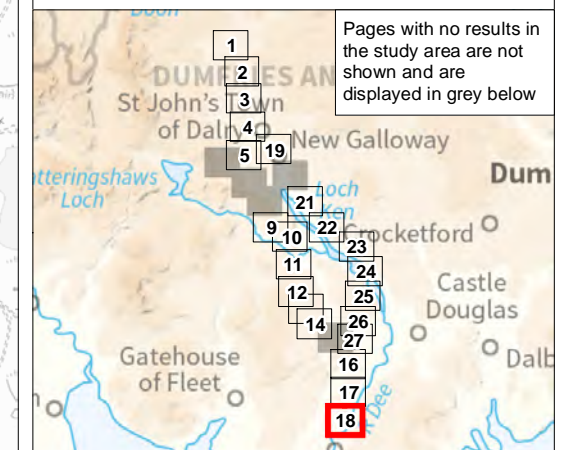 Doon
Pages with no results in
the study area are not
shown and are
displayed in grey below
1
2
DUMFRIES AN
3
St John's Town
of Dalry
4
5
19
New Galloway
atteringshaws
Loch
Dum
Loch
Ken
21
9
10
22
Crocketford
23
11
24
12
25
Castle
Douglas
14
26
27
Gatehouse
of Fleet
Dalb
16
17
18
R Dee
n